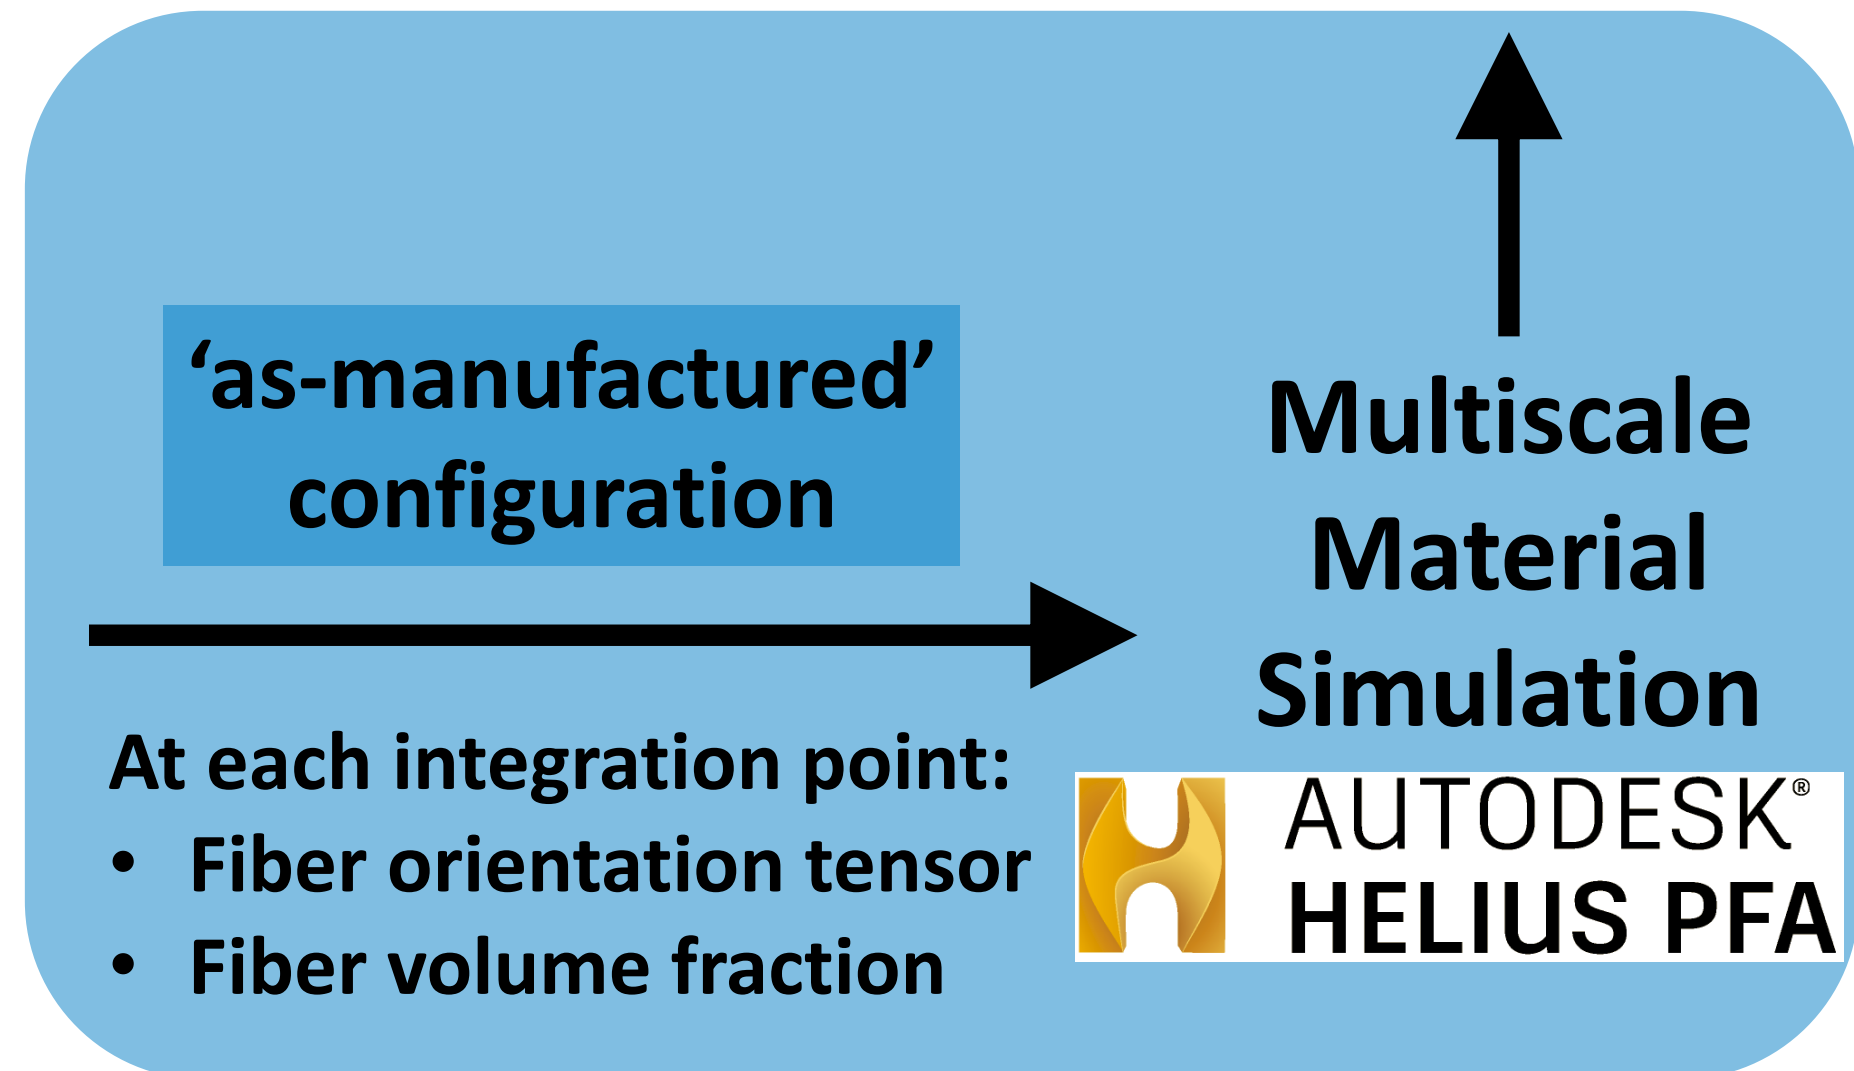 ‘as-manufactured’
configuration
Multiscale
Material
Simulation
At each integration point:
• Fiber orientation tensor
• Fiber volume fraction
AUTODESK®
HELIUS PFA